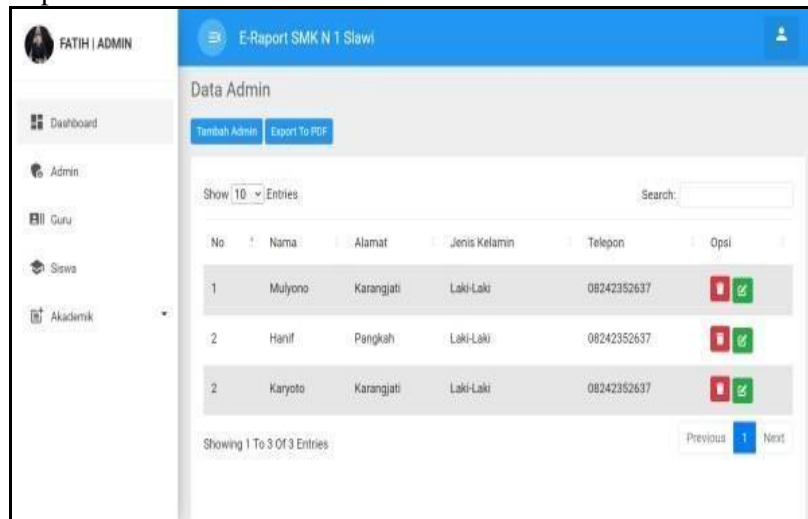 FATIH | ADMIN
E-Raport SMK N 1 Slawi
Dashboard
Admin
Guru
Siswa
Akademik
Data Admin
Tambah Admin Export To PDF
Show 10 Entries Search:
No Nama Alamat Jenis Kelamin Telepon Opsi
1 Mulyono Karangjati Laki-Laki 08242352637
2 Hanif Pangkah Laki-Laki 08242352637
2 Karyoto Karangjati Laki-Laki 08242352637
Showing 1 To 3 Of 3 Entries Previous 1 Next